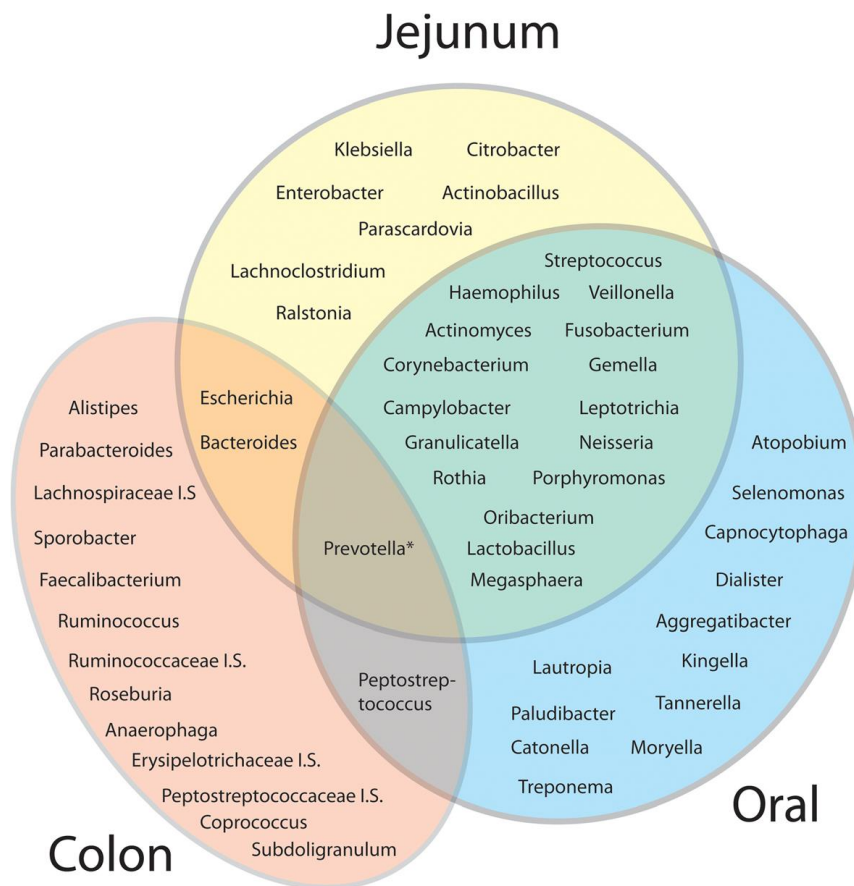 Jejunum
Klebsiella
Citrobacter
Enterobacter
Actinobacillus
Parascardovia
Lachnoclostridium
Ralstonia
Streptococcus
Haemophilus
Veillonella
Actinomyces
Fusobacterium
Corynebacterium
Gemella
Campylobacter
Leptotrichia
Granulicatella
Neisseria
Rothia
Porphyromonas
Oribacterium
Lactobacillus
Megasphaera
Escherichia
Bacteroides
Prevotella*
Peptostrep-
tococcus
Alistipes
Parabacteroides
Lachnospiraceae I.S
Sporobacter
Faecalibacterium
Ruminococcus
Ruminococcaceae I.S.
Roseburia
Anaerophaga
Erysipelotrichaceae I.S.
Peptostreptococcaceae I.S.
Coprococcus
Subdoligranulum
Colon
Atopobium
Selenomonas
Capnocytophaga
Dialister
Aggregatibacter
Lautropia
Kingella
Tannerella
Paludibacter
Catonella
Moryella
Treponema
Oral